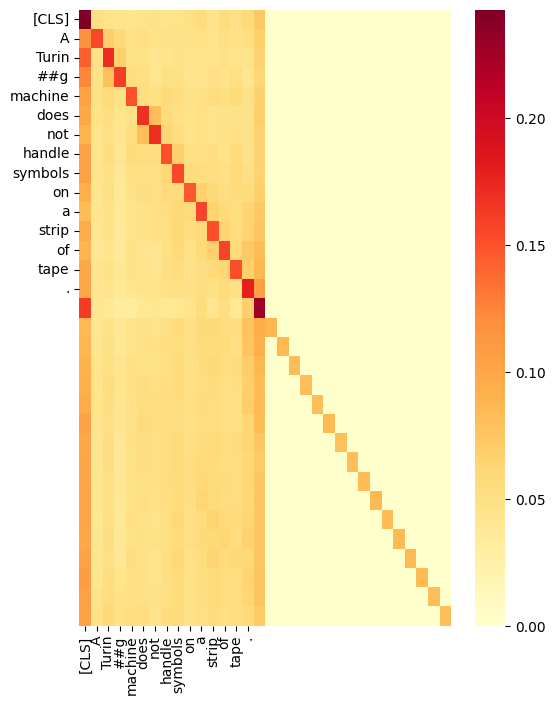 [CLS]
A
Turin
##g
machine
does
not
handle
symbols
on
a
strip
of
tape
.
0.20
0.15
0.10
0.05
0.00
[CLS]
A
Turin
##g
machine
does
not
handle
symbols
on
a
strip
of
tape
.